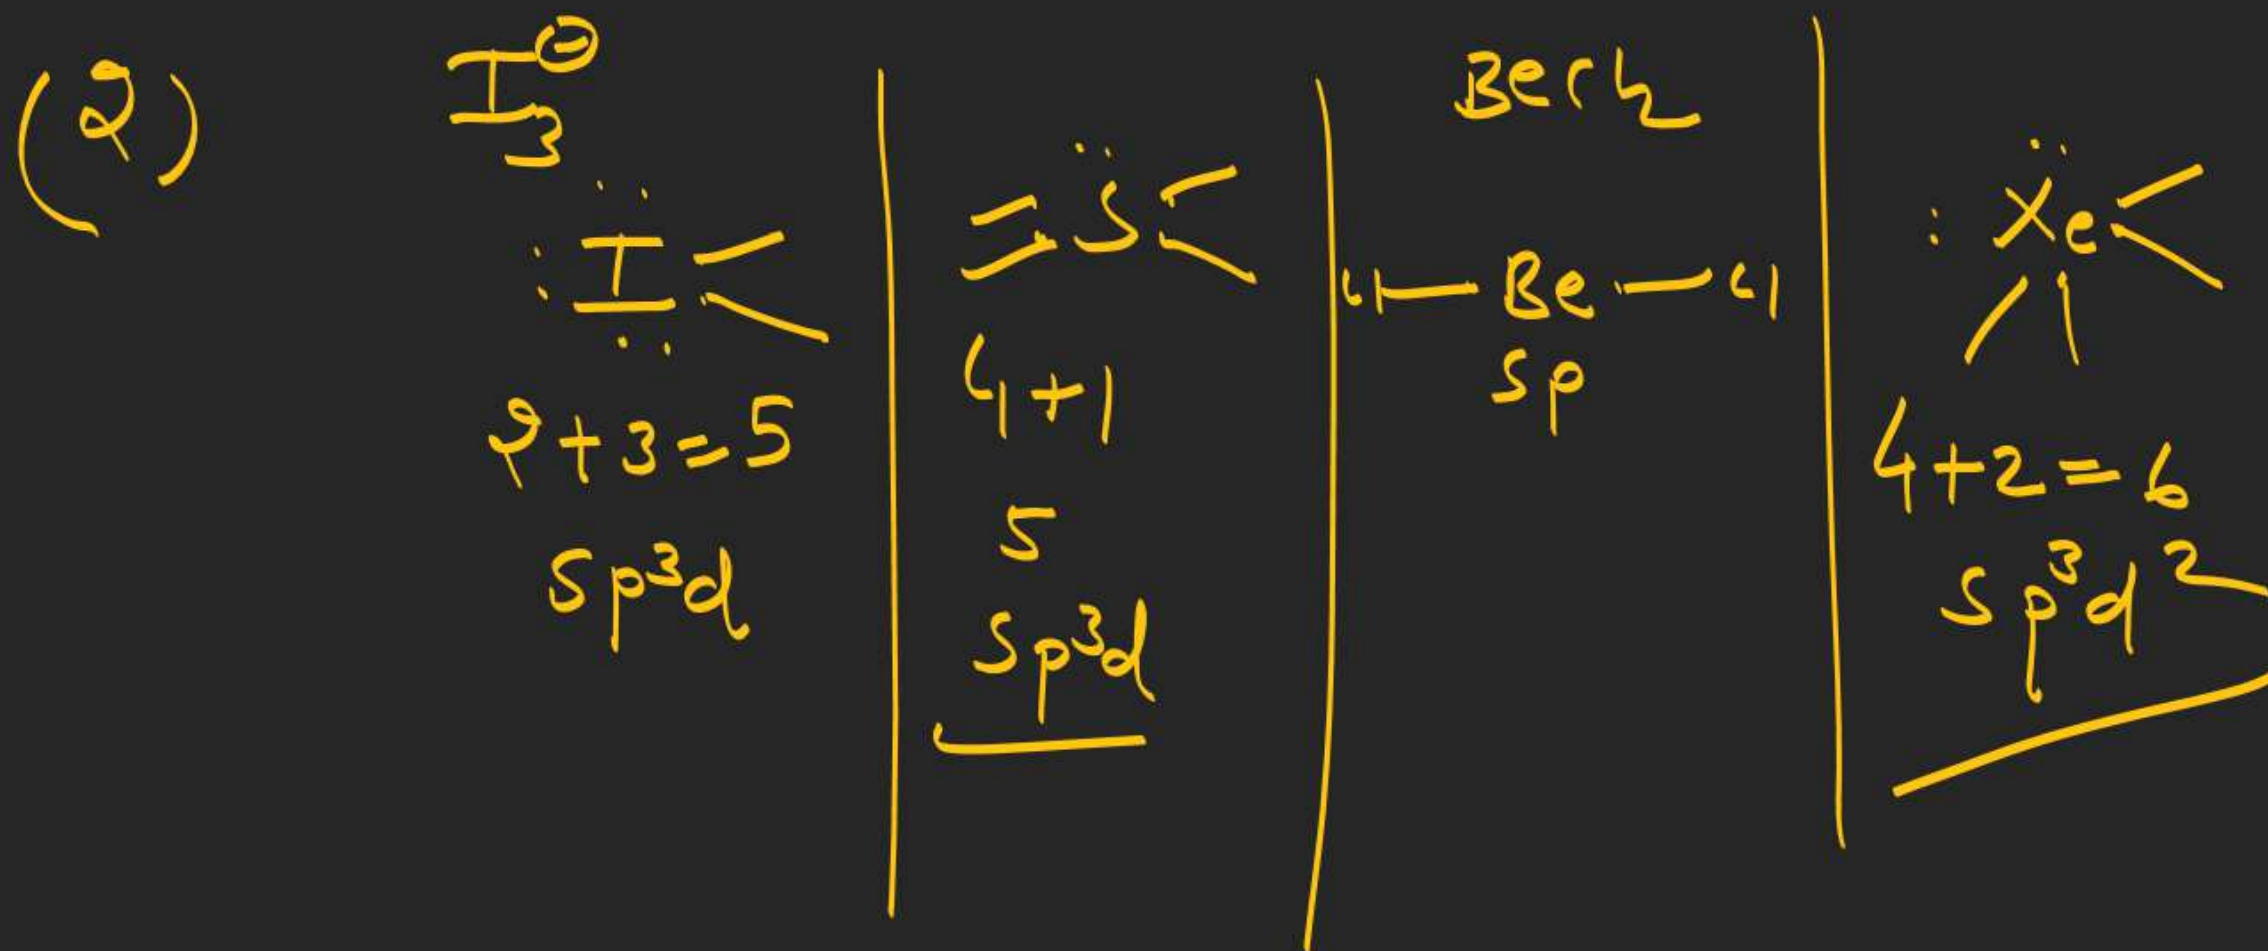 (2)
I₃⊖
:I
2+3=5
sp³d
S
4+1
5
sp³d
BeCl₂
Cl—Be—Cl
sp
:Xe
4+2=6
sp³d²